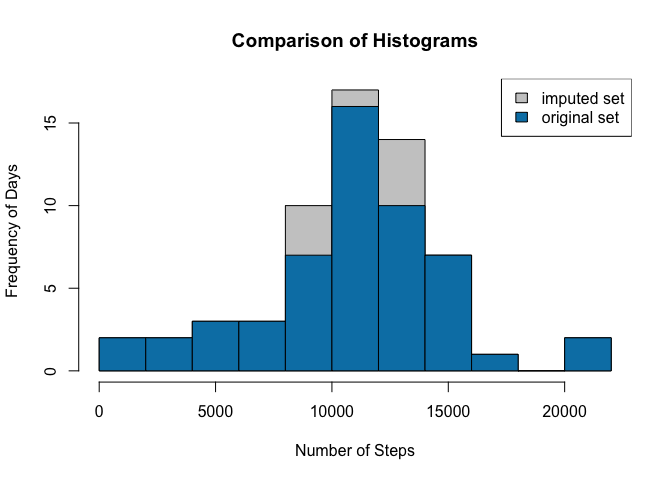 Comparison of Histograms
imputed set
original set
Frequency of Days
15
10
5
0
0 5000 10000 15000 20000
Number of Steps